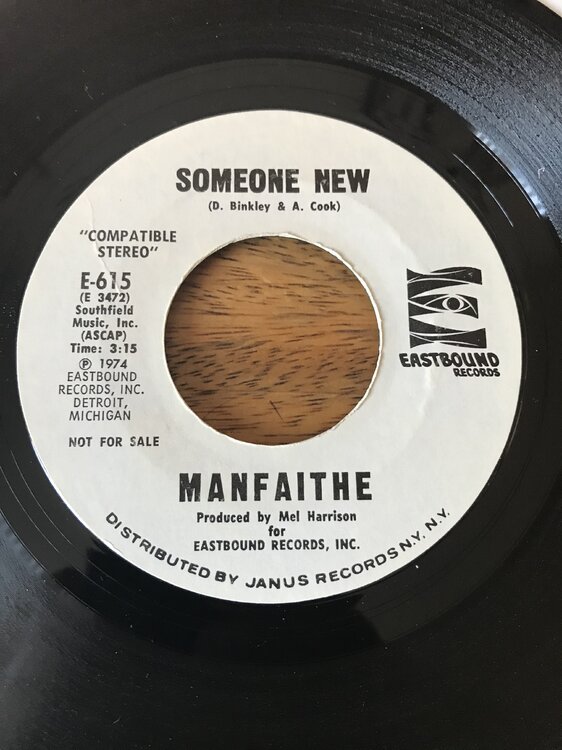 SOMEONE NEW
(D. Binkley & A. Cook)
"COMPATIBLE
STEREO"
E-615
(E 3472)
Southfield
Music, Inc.
(ASCAP)
Time: 3:15
℗ 1974
EASTBOUND
RECORDS, INC.
DETROIT,
MICHIGAN
NOT FOR SALE
EASTBOUND
RECORDS
MANFAITHE
Produced by Mel Harrison
for
EASTBOUND RECORDS, INC.
DISTRIBUTED BY JANUS RECORDS N.Y. N.Y.